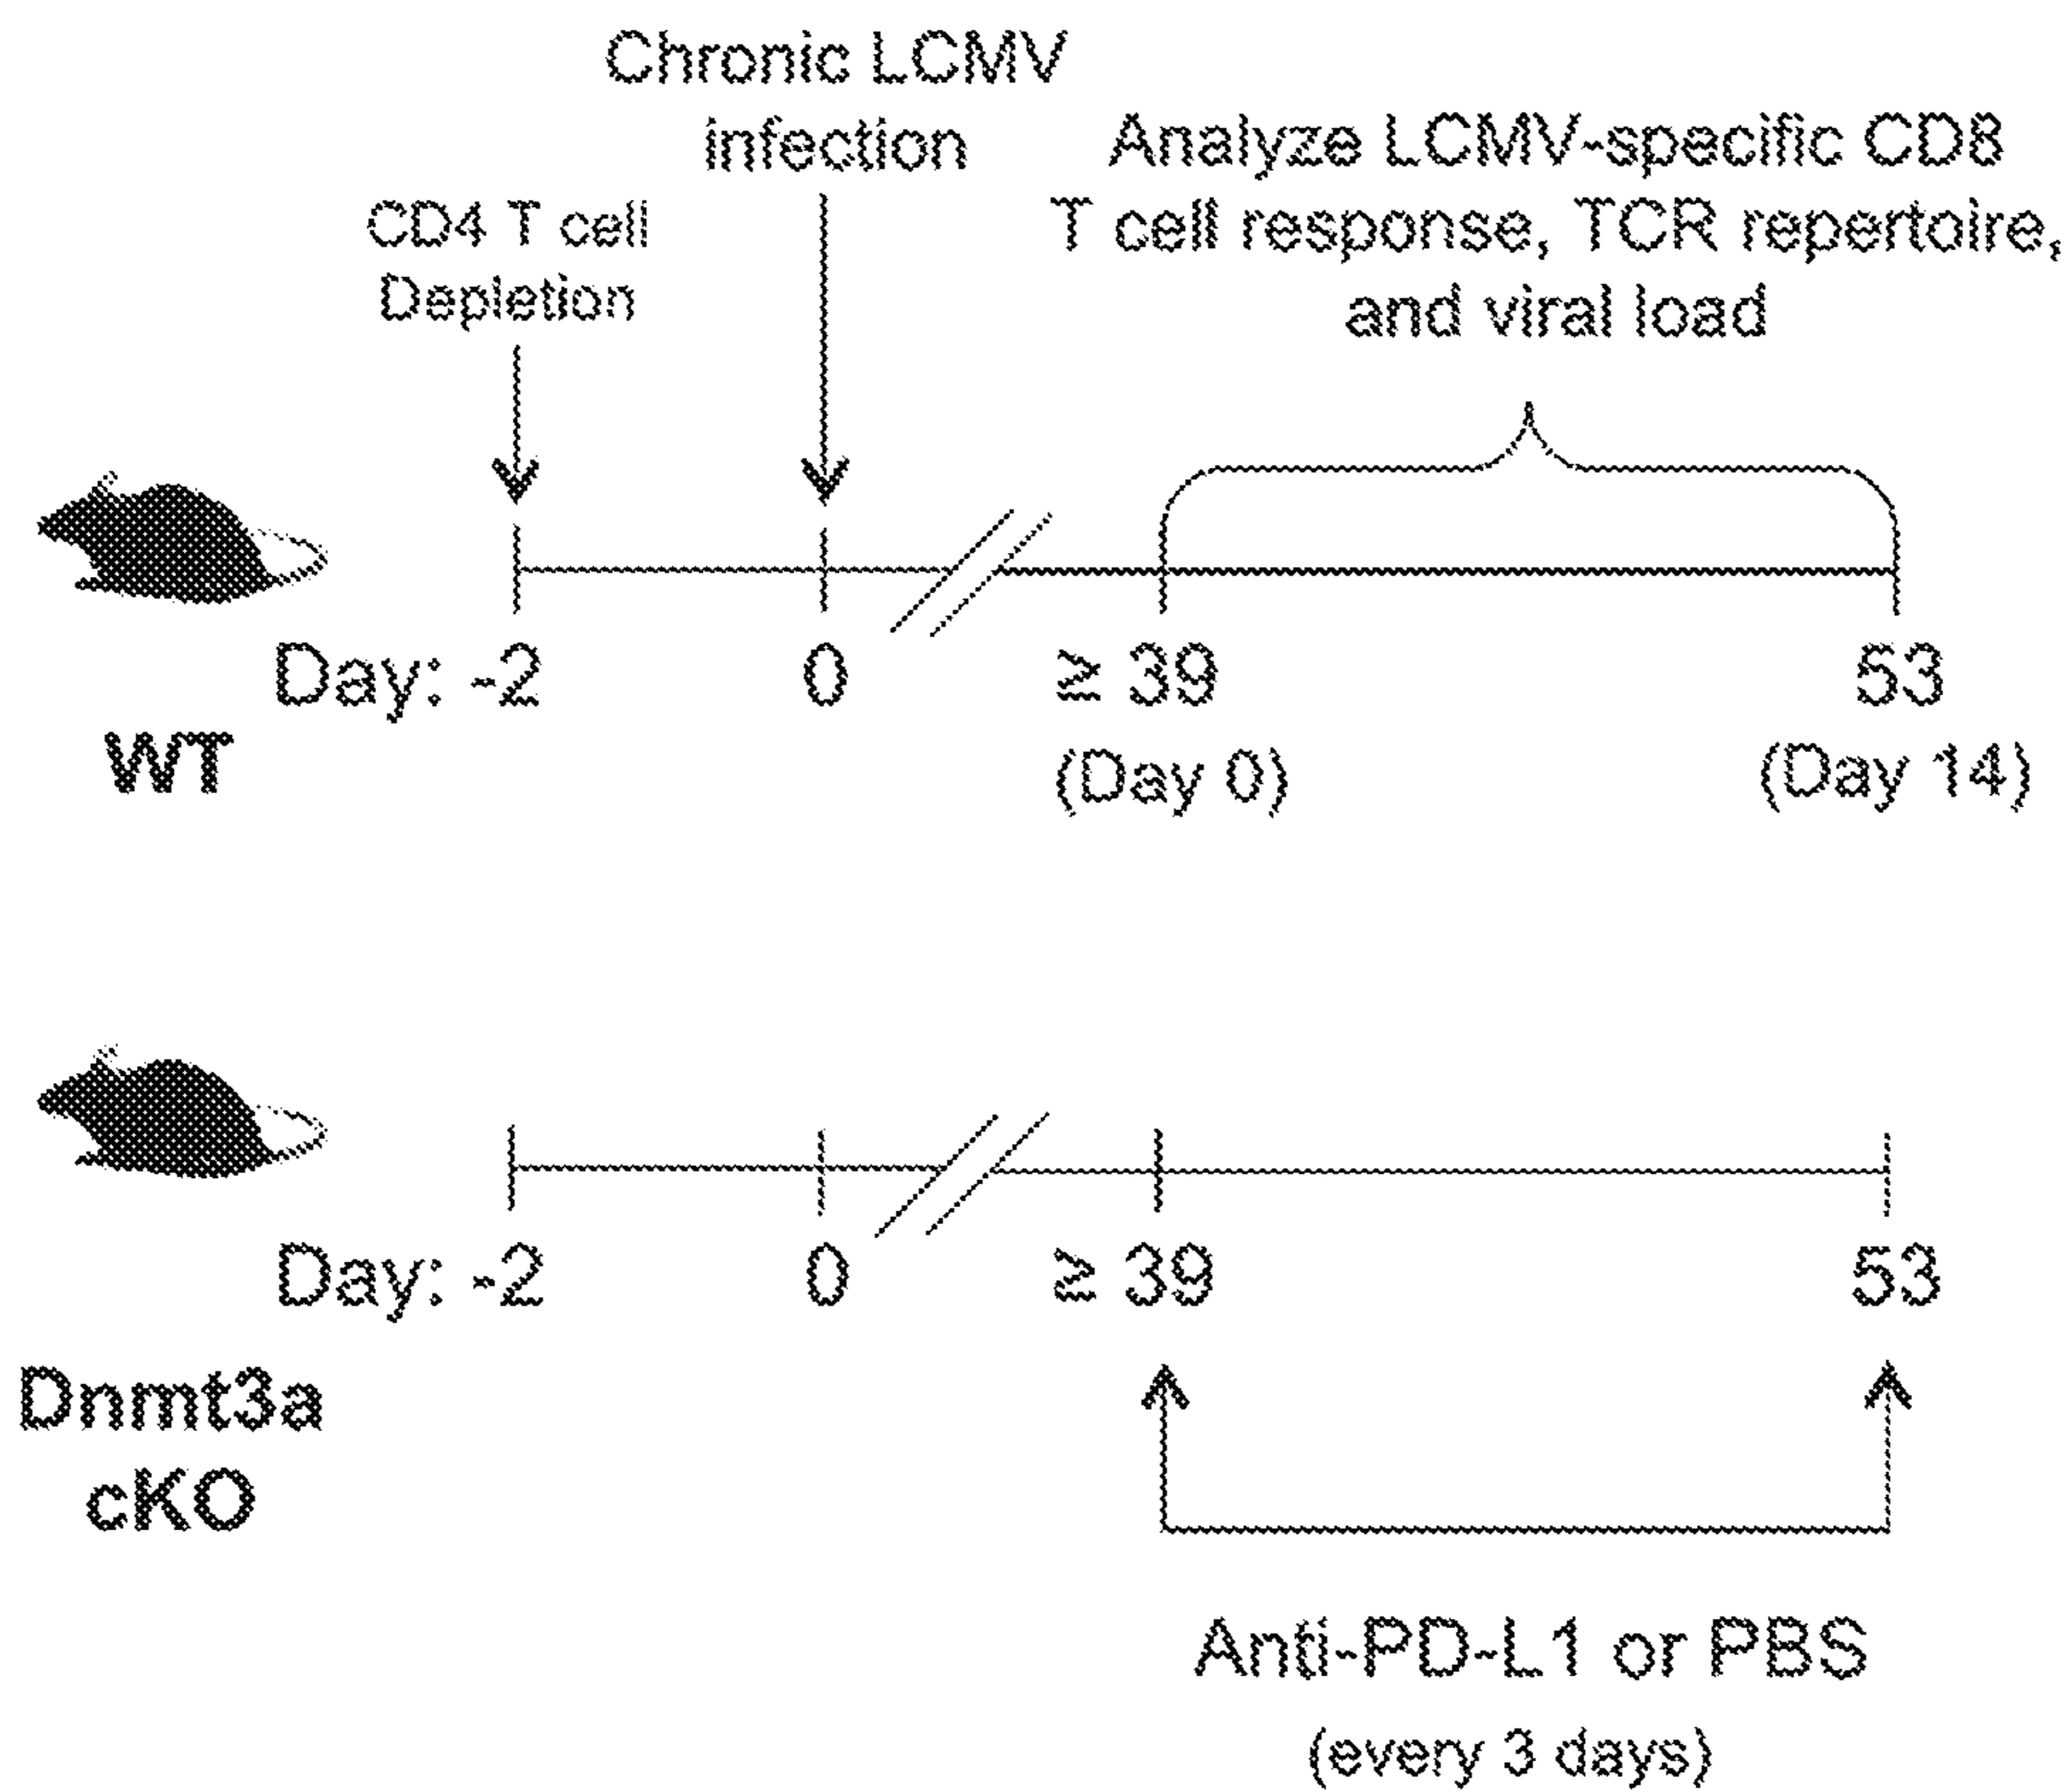 Chronic LCMV
infection
CD4 T cell
Depletion
Analyze LCMV-specific CD8
T cell response, TCR repertoire,
and viral load
Day: -2 0 ≥ 39 53
(Day 0) (Day 14)
WT
Day: -2 0 ≥ 39 53
Dnmt3a
cKO
Anti-PD-L1 or PBS
(every 3 days)